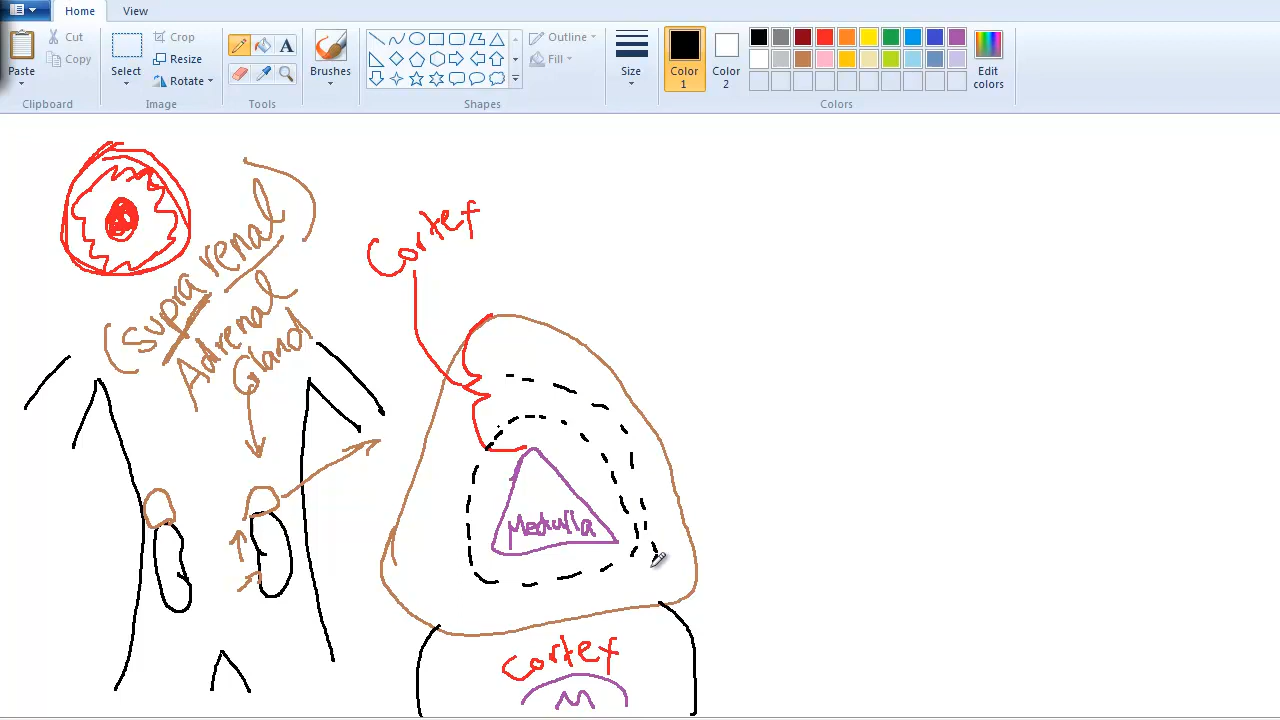 Home
View
Cut
Copy
Paste
Clipboard
Select
Crop
Resize
Rotate
Image
A
Tools
Brushes
Outline
Fill
Shapes
Size
Color 1
Color 2
Edit colors
Colors
(Supra renal)
Adrenal
Gland
Cortex
Medulla
Cortex
M